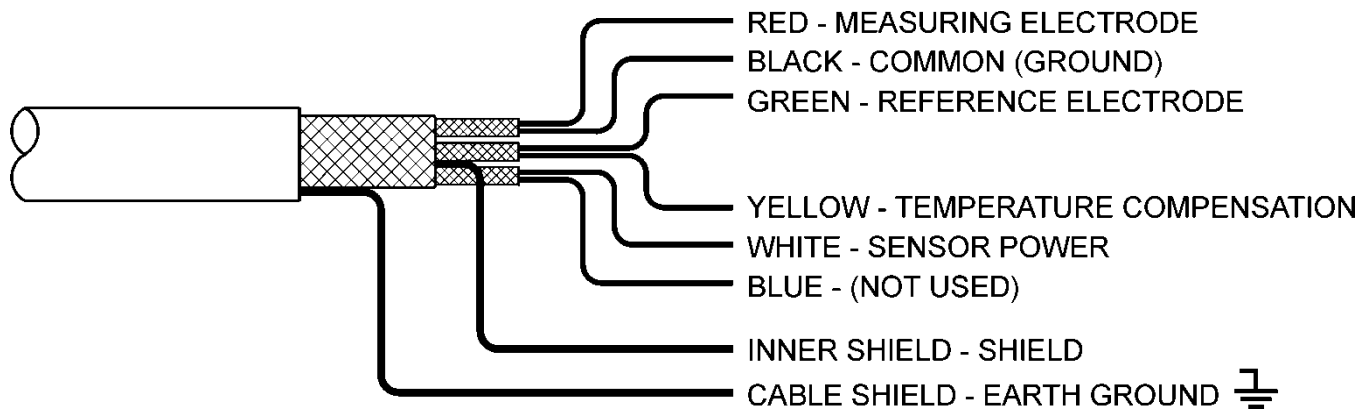 RED - MEASURING ELECTRODE
BLACK - COMMON (GROUND)
GREEN - REFERENCE ELECTRODE
YELLOW - TEMPERATURE COMPENSATION
WHITE - SENSOR POWER
BLUE - (NOT USED)
INNER SHIELD - SHIELD
CABLE SHIELD - EARTH GROUND